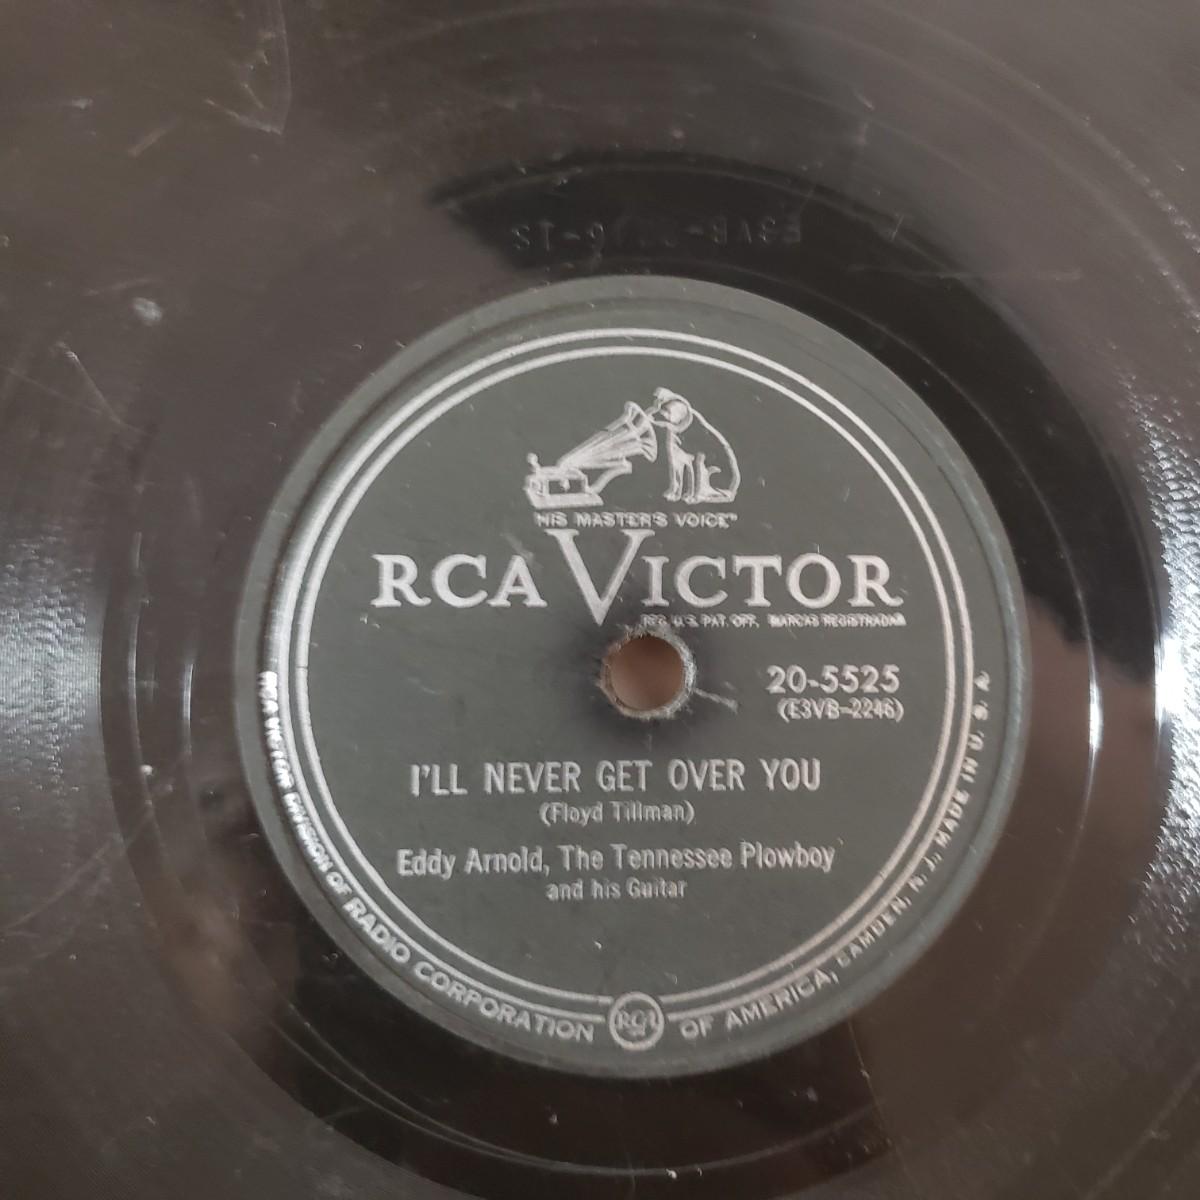 "HIS MASTER'S VOICE"
RCA VICTOR
REG. U.S. PAT. OFF. MARCAS REGISTRADAS
20-5525
(E3VB-2246)
I'LL NEVER GET OVER YOU
(Floyd Tillman)
Eddy Arnold, The Tennessee Plowboy
and his Guitar
RCA VICTOR DIVISION OF RADIO CORPORATION OF AMERICA, CAMDEN, N. J., MADE IN U. S. A.
RCA